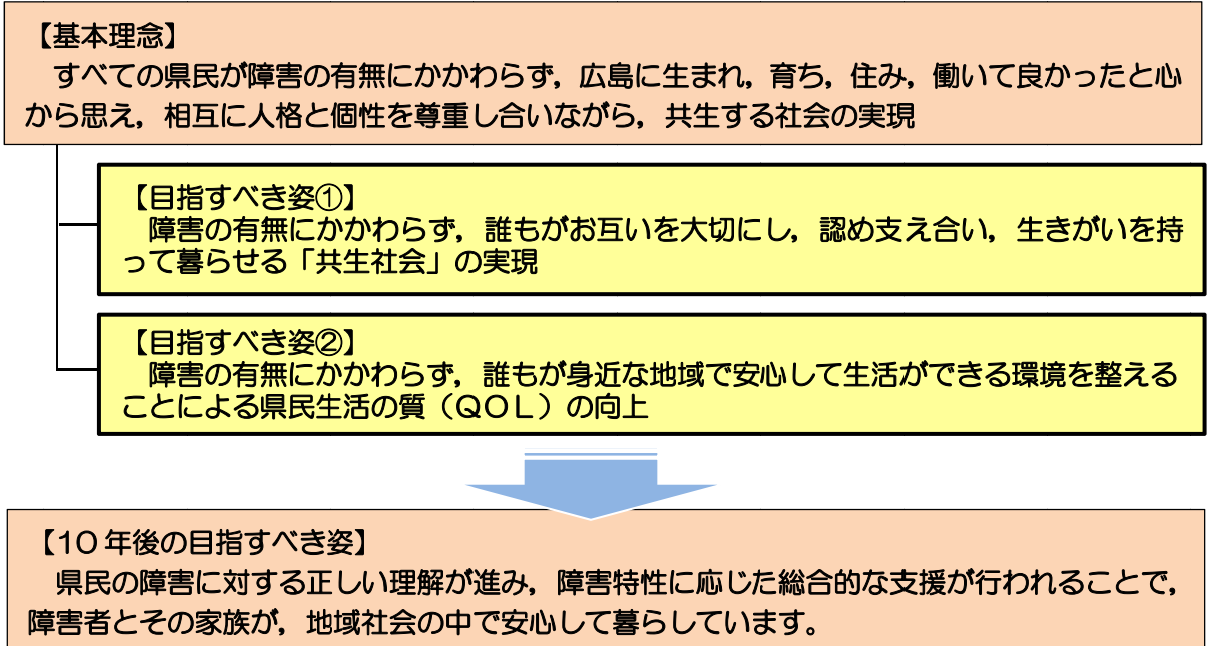 【基本理念】
すべての県民が障害の有無にかかわらず，広島に生まれ，育ち，住み，働いて良かったと心
から思え，相互に人格と個性を尊重し合いながら，共生する社会の実現
【目指すべき姿①】
障害の有無にかかわらず，誰もがお互いを大切にし，認め支え合い，生きがいを持
って暮らせる「共生社会」の実現
【目指すべき姿②】
障害の有無にかかわらず，誰もが身近な地域で安心して生活ができる環境を整える
ことによる県民生活の質（ＱＯＬ）の向上
【10 年後の目指すべき姿】
県民の障害に対する正しい理解が進み，障害特性に応じた総合的な支援が行われることで，
障害者とその家族が，地域社会の中で安心して暮らしています。